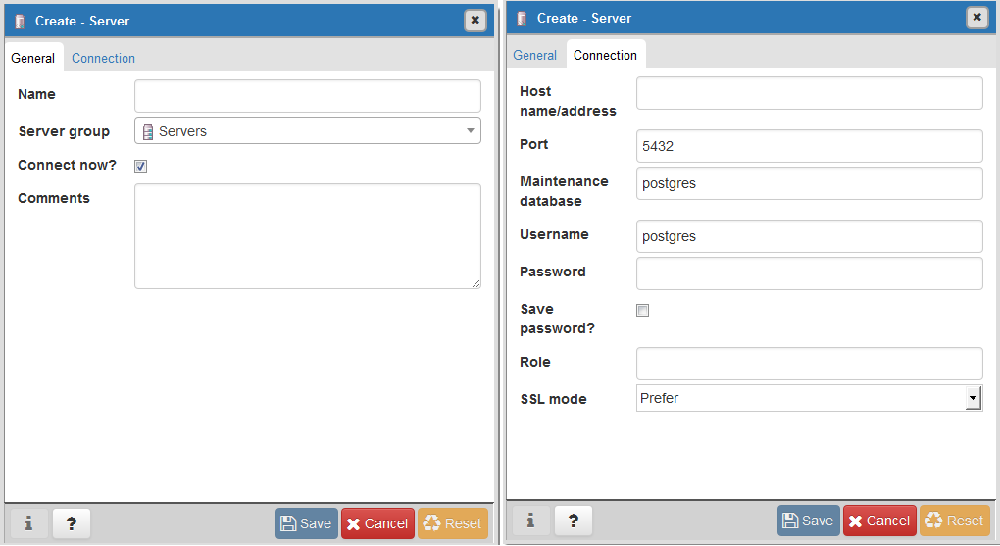 Create - Server
General Connection
Name
Server group Servers
Connect now?
Comments
? Save Cancel Reset
Create - Server
General Connection
Host
name/address
Port 5432
Maintenance
database postgres
Username postgres
Password
Save
password?
Role
SSL mode Prefer
? Save Cancel Reset